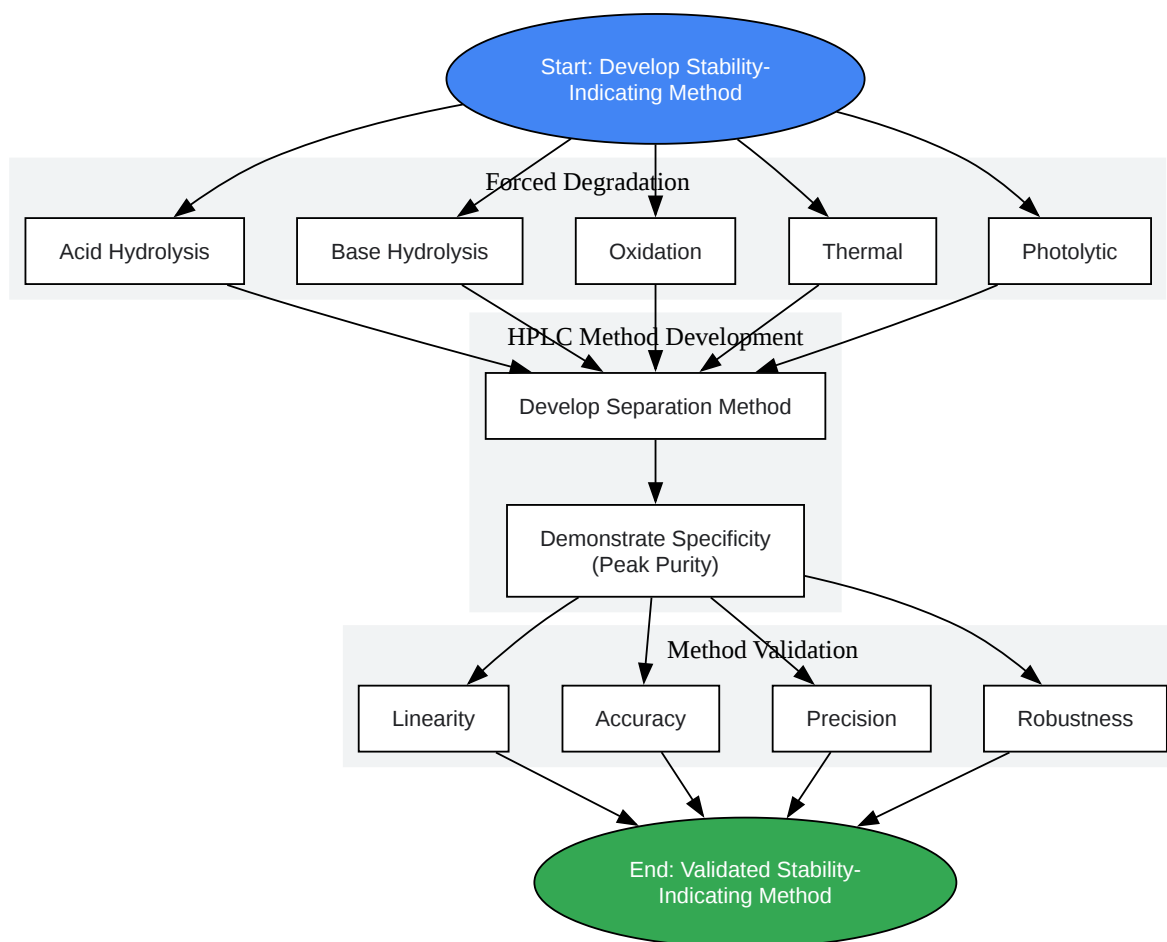 Start: Develop Stability-
Indicating Method
Forced Degradation
Acid Hydrolysis
Base Hydrolysis
Oxidation
Thermal
Photolytic
HPLC Method Development
Develop Separation Method
Demonstrate Specificity
(Peak Purity)
Method Validation
Linearity
Accuracy
Precision
Robustness
End: Validated Stability-
Indicating Method